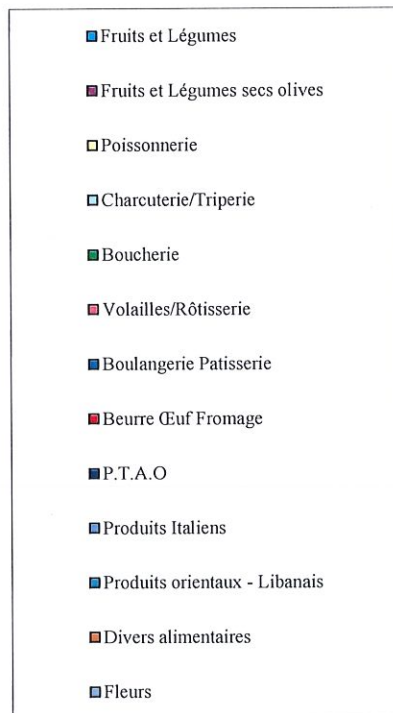 Fruits et Légumes
Fruits et Légumes secs olives
Poissonnerie
Charcuterie/Triperie
Boucherie
Volailles/Rôtisserie
Boulangerie Patisserie
Beurre Œuf Fromage
P.T.A.O
Produits Italiens
Produits orientaux - Libanais
Divers alimentaires
Fleurs